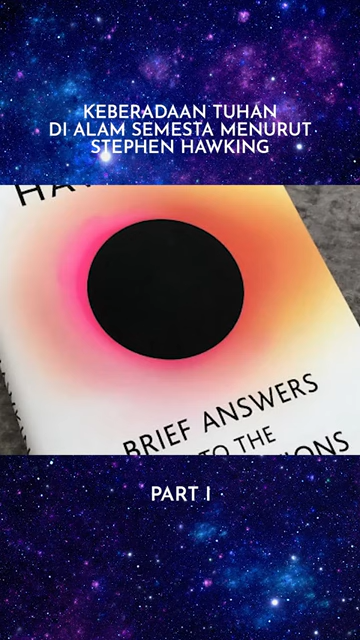 KEBERADAAN TUHAN
DI ALAM SEMESTA MENURUT
STEPHEN HAWKING
BRIEF ANSWERS
TO THE
PART I